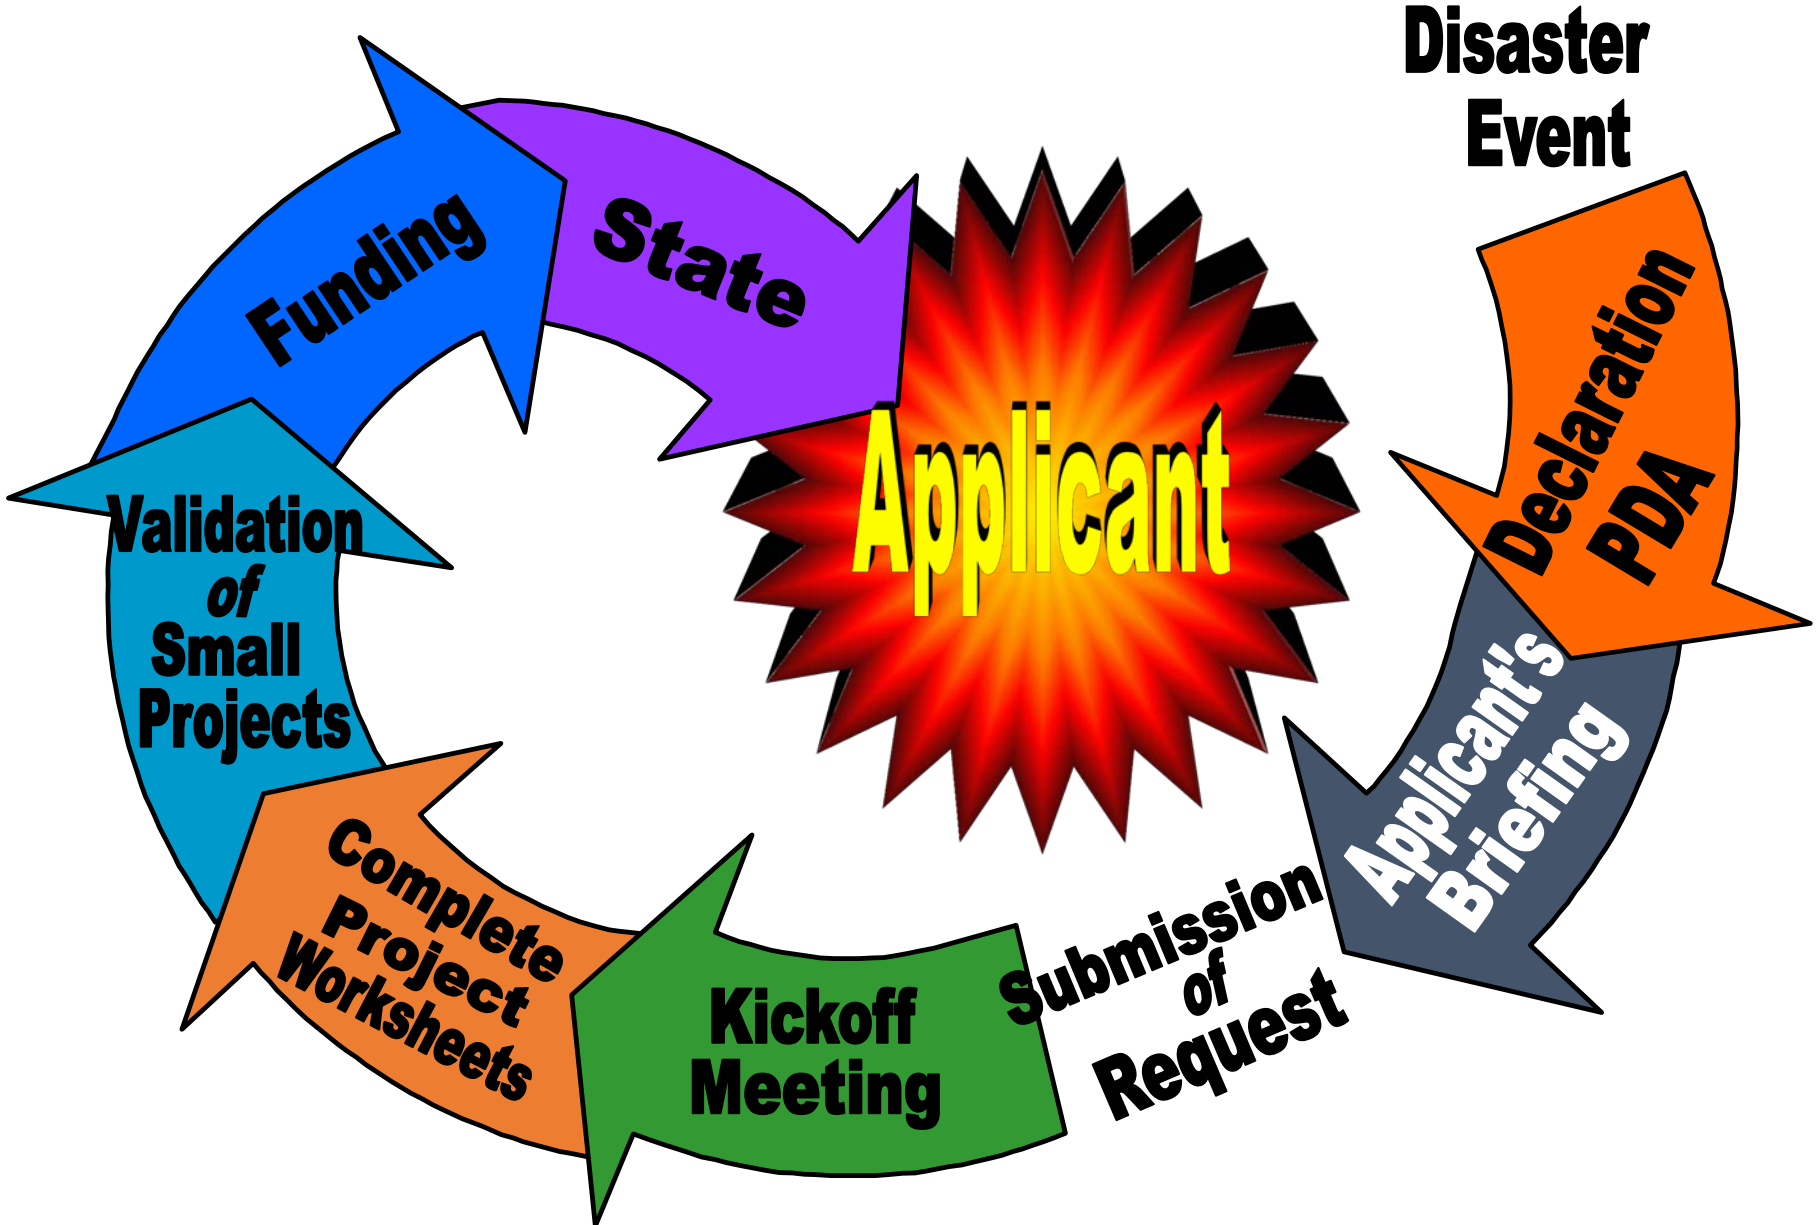 Disaster
Event
Declaration
PDA
Applicant's
Briefing
Submission
of
Request
Kickoff
Meeting
Complete
Project
Worksheets
Validation
of
Small
Projects
Funding
State
Applicant